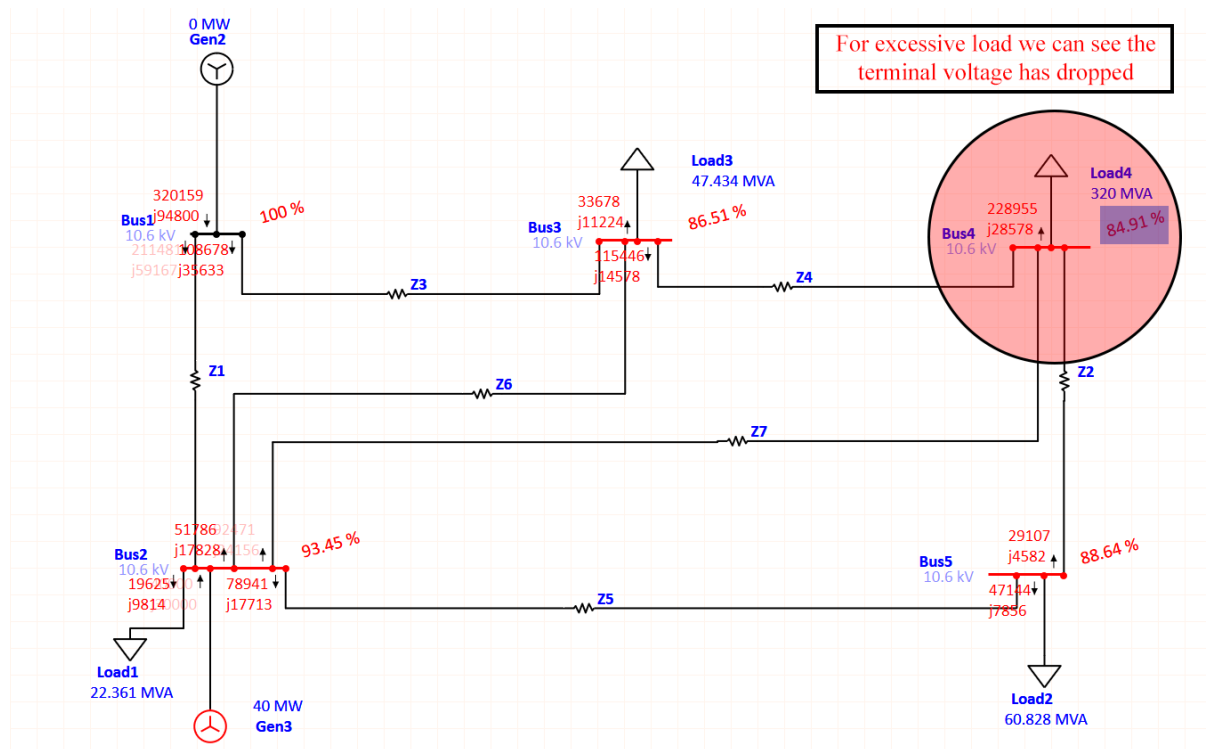 0 MW
Gen2
For excessive load we can see the
terminal voltage has dropped
320159
j94800
100 %
Bus1
10.6 kV
211481
j59167
108678
j35633
Load3
47.434 MVA
33678
j11224
86.51 %
Bus3
10.6 kV
115446
j14578
Load4
320 MVA
228955
j28578
84.91 %
Bus4
10.6 kV
Z3
Z4
Z1
Z6
Z2
Z7
51786
j17828
92471
93.45 %
Bus2
10.6 kV
19625
j9814
78941
j17713
Z5
29107
j4582
88.64 %
Bus5
10.6 kV
47144
j7856
Load1
22.361 MVA
40 MW
Gen3
Load2
60.828 MVA